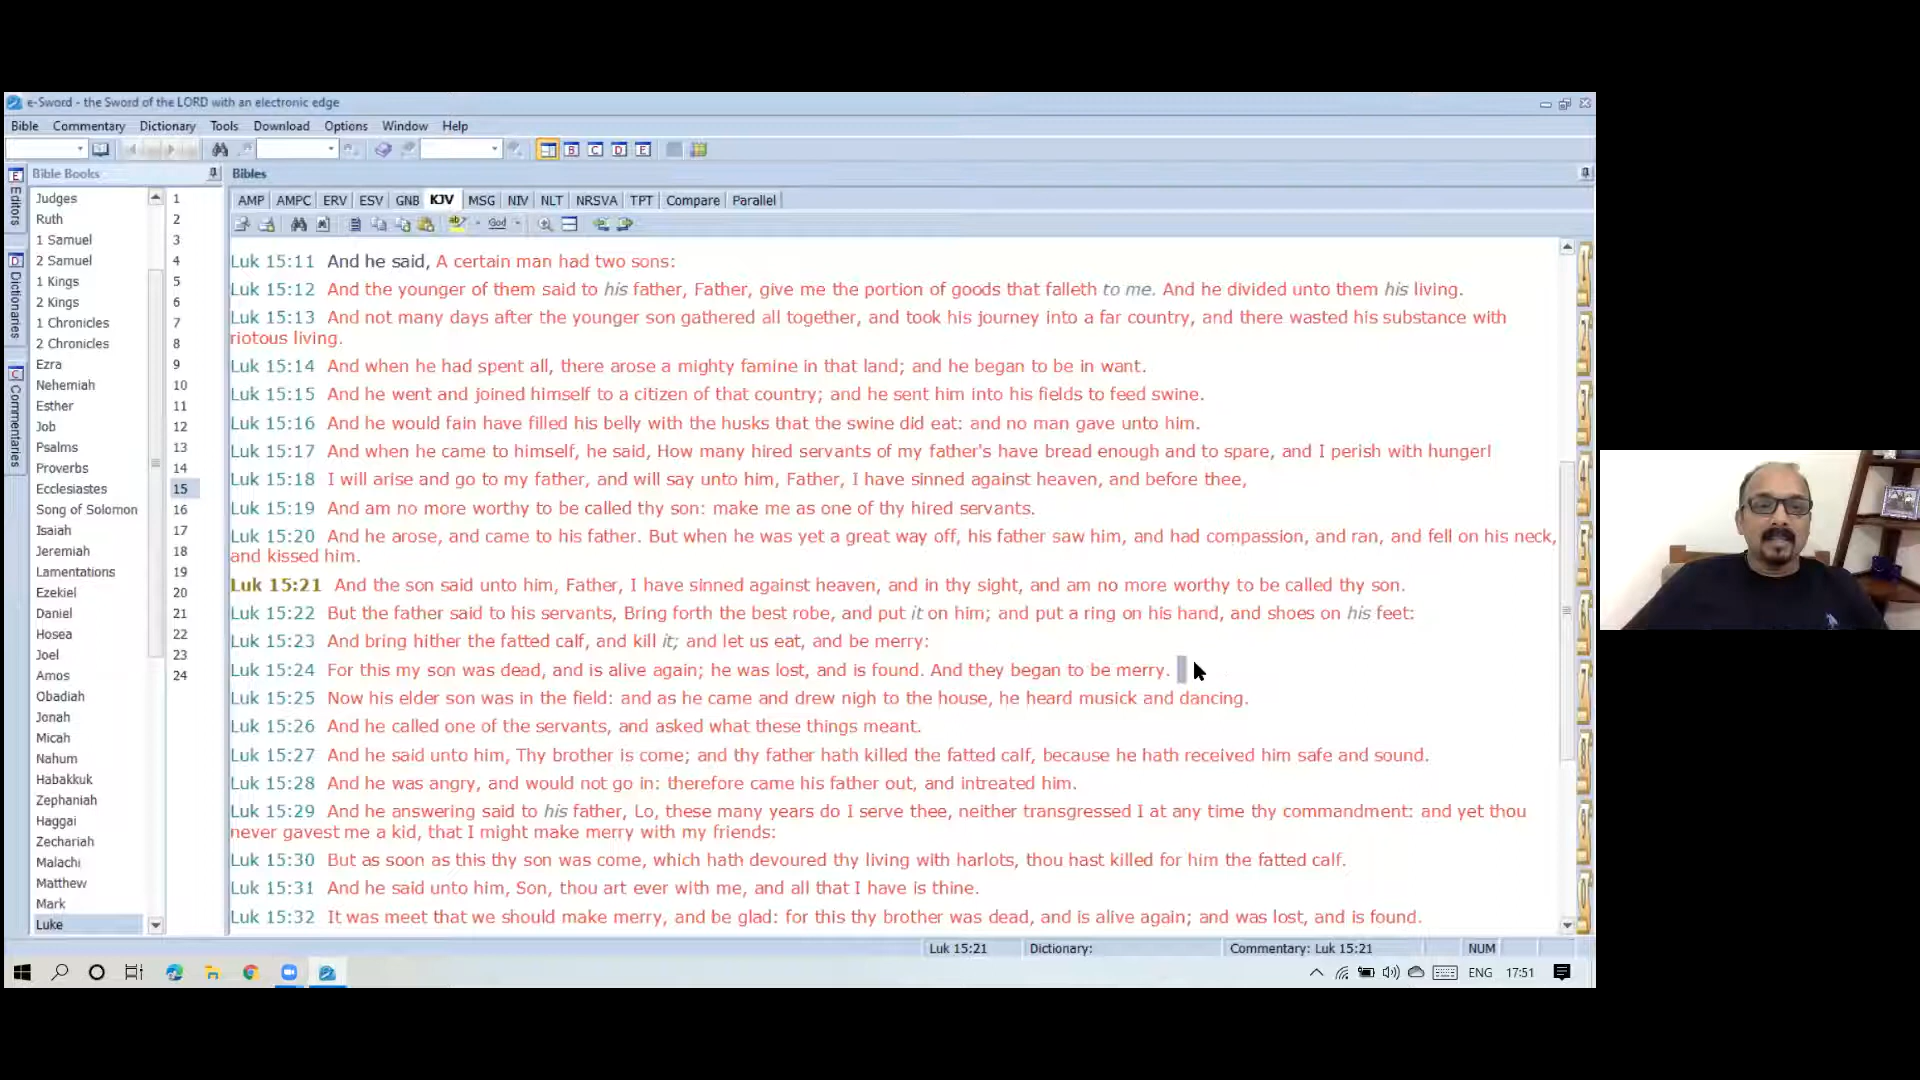 e-Sword - the Sword of the LORD with an electronic edge
Bible Commentary Dictionary Tools Download Options Window Help
B C D E
Bible Books
Bibles
E Editors
D Dictionaries
C Commentaries
Judges
Ruth
1 Samuel
2 Samuel
1 Kings
2 Kings
1 Chronicles
2 Chronicles
Ezra
Nehemiah
Esther
Job
Psalms
Proverbs
Ecclesiastes
Song of Solomon
Isaiah
Jeremiah
Lamentations
Ezekiel
Daniel
Hosea
Joel
Amos
Obadiah
Jonah
Micah
Nahum
Habakkuk
Zephaniah
Haggai
Zechariah
Malachi
Matthew
Mark
Luke
1
2
3
4
5
6
7
8
9
10
11
12
13
14
15
16
17
18
19
20
21
22
23
24
AMP AMPC ERV ESV GNB KJV MSG NIV NLT NRSVA TPT Compare Parallel
ab God
Luk 15:11 And he said, A certain man had two sons:
Luk 15:12 And the younger of them said to his father, Father, give me the portion of goods that falleth to me. And he divided unto them his living.
Luk 15:13 And not many days after the younger son gathered all together, and took his journey into a far country, and there wasted his substance with
riotous living.
Luk 15:14 And when he had spent all, there arose a mighty famine in that land; and he began to be in want.
Luk 15:15 And he went and joined himself to a citizen of that country; and he sent him into his fields to feed swine.
Luk 15:16 And he would fain have filled his belly with the husks that the swine did eat: and no man gave unto him.
Luk 15:17 And when he came to himself, he said, How many hired servants of my father's have bread enough and to spare, and I perish with hunger!
Luk 15:18 I will arise and go to my father, and will say unto him, Father, I have sinned against heaven, and before thee,
Luk 15:19 And am no more worthy to be called thy son: make me as one of thy hired servants.
Luk 15:20 And he arose, and came to his father. But when he was yet a great way off, his father saw him, and had compassion, and ran, and fell on his neck,
and kissed him.
Luk 15:21 And the son said unto him, Father, I have sinned against heaven, and in thy sight, and am no more worthy to be called thy son.
Luk 15:22 But the father said to his servants, Bring forth the best robe, and put it on him; and put a ring on his hand, and shoes on his feet:
Luk 15:23 And bring hither the fatted calf, and kill it; and let us eat, and be merry:
Luk 15:24 For this my son was dead, and is alive again; he was lost, and is found. And they began to be merry.
Luk 15:25 Now his elder son was in the field: and as he came and drew nigh to the house, he heard musick and dancing.
Luk 15:26 And he called one of the servants, and asked what these things meant.
Luk 15:27 And he said unto him, Thy brother is come; and thy father hath killed the fatted calf, because he hath received him safe and sound.
Luk 15:28 And he was angry, and would not go in: therefore came his father out, and intreated him.
Luk 15:29 And he answering said to his father, Lo, these many years do I serve thee, neither transgressed I at any time thy commandment: and yet thou
never gavest me a kid, that I might make merry with my friends:
Luk 15:30 But as soon as this thy son was come, which hath devoured thy living with harlots, thou hast killed for him the fatted calf.
Luk 15:31 And he said unto him, Son, thou art ever with me, and all that I have is thine.
Luk 15:32 It was meet that we should make merry, and be glad: for this thy brother was dead, and is alive again; and was lost, and is found.
1
2
3
4
5
6
7
8
9
0
Luk 15:21 Dictionary: Commentary: Luk 15:21 NUM
ENG 17:51